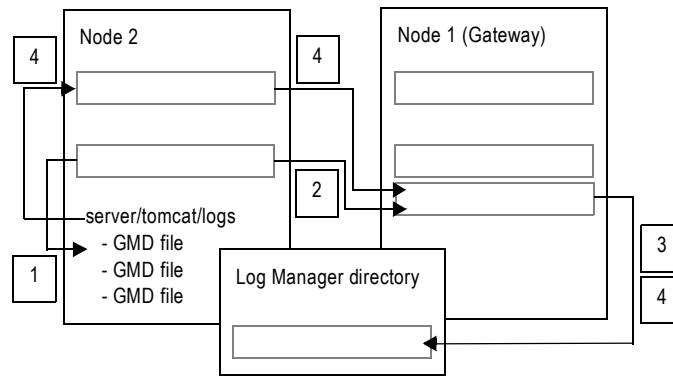 Node 2
Node 1 (Gateway)
4
4
2
server/tomcat/logs
- GMD file
- GMD file
- GMD file
1
Log Manager directory
3
4